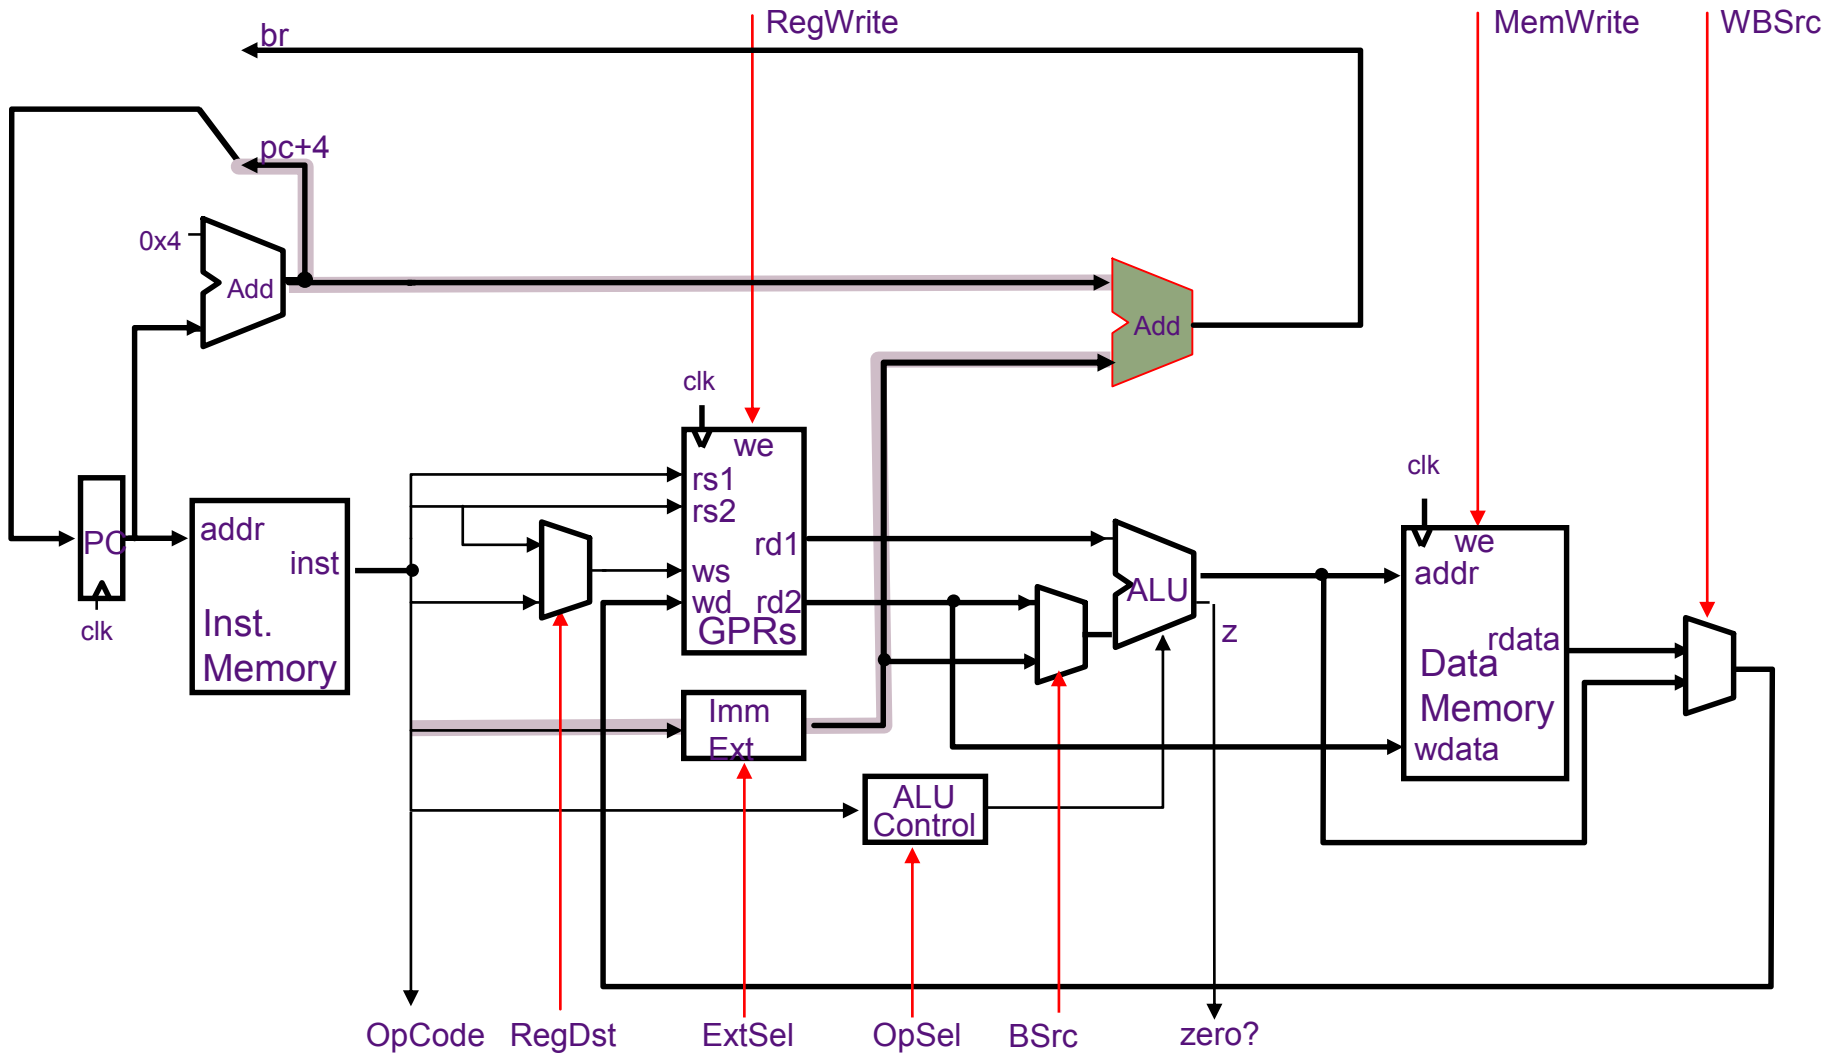 RegWrite
MemWrite
WBSrc
br
pc+4
0x4
Add
Add
clk
we
rs1
rs2
rd1
ws
wd
rd2
GPRs
PC
clk
addr
inst
Inst.
Memory
Imm
Ext
ALU
Control
ALU
z
clk
we
addr
rdata
Data
Memory
wdata
OpCode
RegDst
ExtSel
OpSel
BSrc
zero?